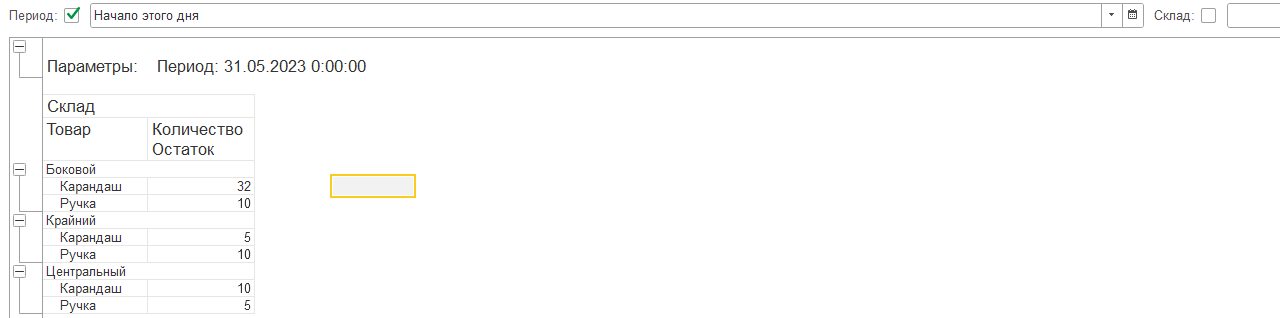 Период: Начало этого дня Склад:
Параметры: Период: 31.05.2023 0:00:00
Склад
Товар Количество
Остаток
Боковой
Карандаш 32
Ручка 10
Крайний
Карандаш 5
Ручка 10
Центральный
Карандаш 10
Ручка 5